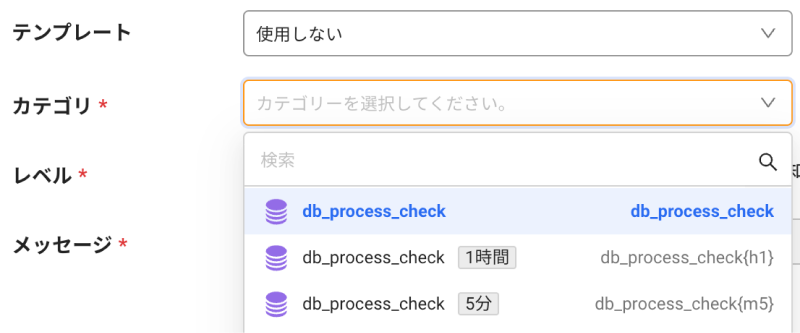 テンプレート 使用しない
カテゴリ * カテゴリーを選択してください。
検索
レベル *
db_process_check db_process_check
メッセージ *
db_process_check 1時間 db_process_check{h1}
db_process_check 5分 db_process_check{m5}